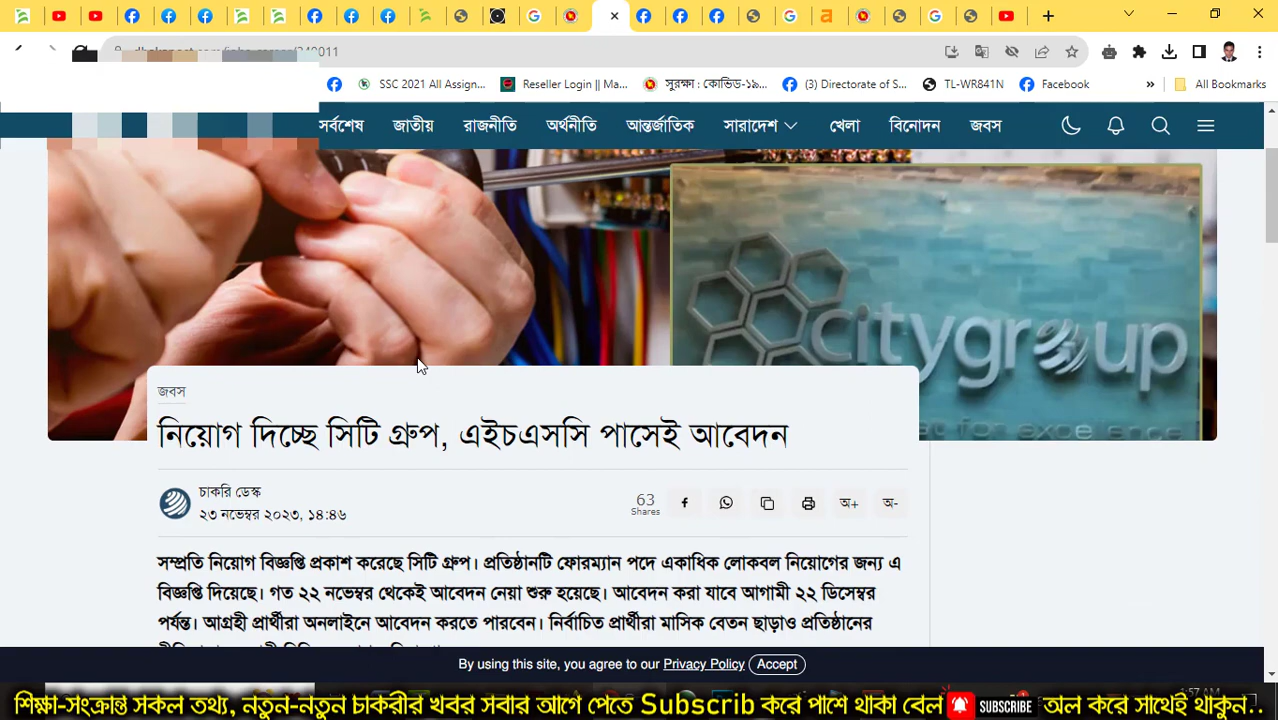 SSC 2021 All Assign... Reseller Login || Ma... সুরক্ষা : কোভিড-১৯... (3) Directorate of S... TL-WR841N Facebook » All Bookmarks
সর্বশেষ জাতীয় রাজনীতি অর্থনীতি আন্তর্জাতিক সারাদেশ খেলা বিনোদন জবস
citygroup
জবস
নিয়োগ দিচ্ছে সিটি গ্রুপ, এইচএসসি পাসেই আবেদন
চাকরি ডেস্ক
২৩ নভেম্বর ২০২৩, ১৪:৪৬
63
Shares
অ+ অ-
সম্প্রতি নিয়োগ বিজ্ঞপ্তি প্রকাশ করেছে সিটি গ্রুপ। প্রতিষ্ঠানটি ফোরম্যান পদে একাধিক লোকবল নিয়োগের জন্য এ
বিজ্ঞপ্তি দিয়েছে। গত ২২ নভেম্বর থেকেই আবেদন নেয়া শুরু হয়েছে। আবেদন করা যাবে আগামী ২২ ডিসেম্বর
পর্যন্ত। আগ্রহী প্রার্থীরা অনলাইনে আবেদন করতে পারবেন। নির্বাচিত প্রার্থীরা মাসিক বেতন ছাড়াও প্রতিষ্ঠানের
By using this site, you agree to our Privacy Policy Accept
শিক্ষা-সংক্রান্ত সকল তথ্য, নতুন-নতুন চাকরীর খবর সবার আগে পেতে Subscrib করে পাশে থাকা বেল SUBSCRIBE অল করে সাথেই থাকুন..